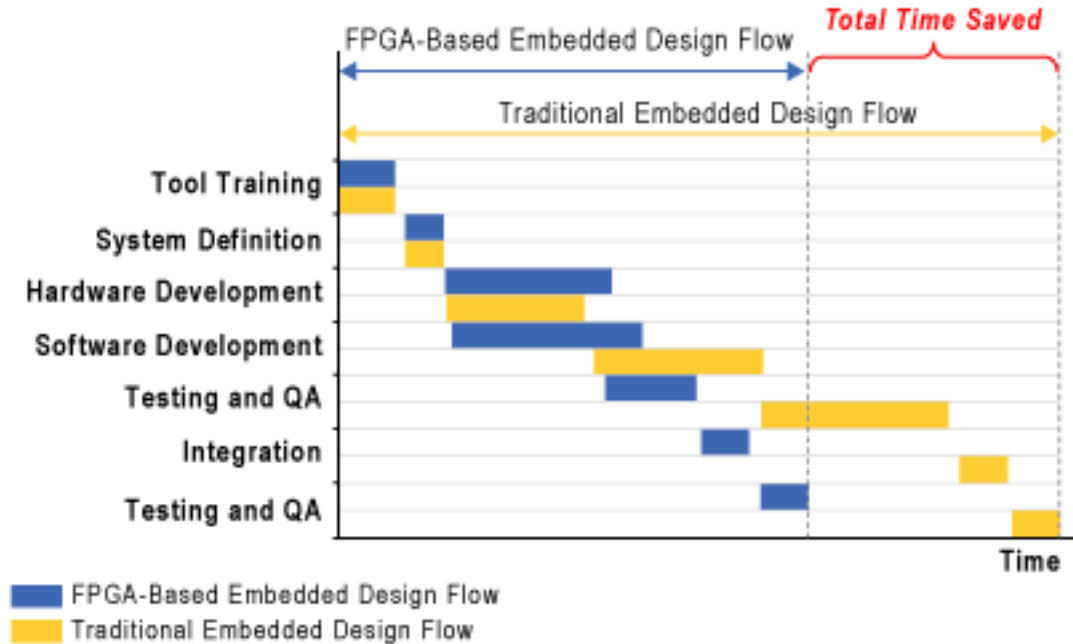 Total Time Saved
FPGA-Based Embedded Design Flow
Traditional Embedded Design Flow
Tool Training
System Definition
Hardware Development
Software Development
Testing and QA
Integration
Testing and QA
Time
FPGA-Based Embedded Design Flow
Traditional Embedded Design Flow